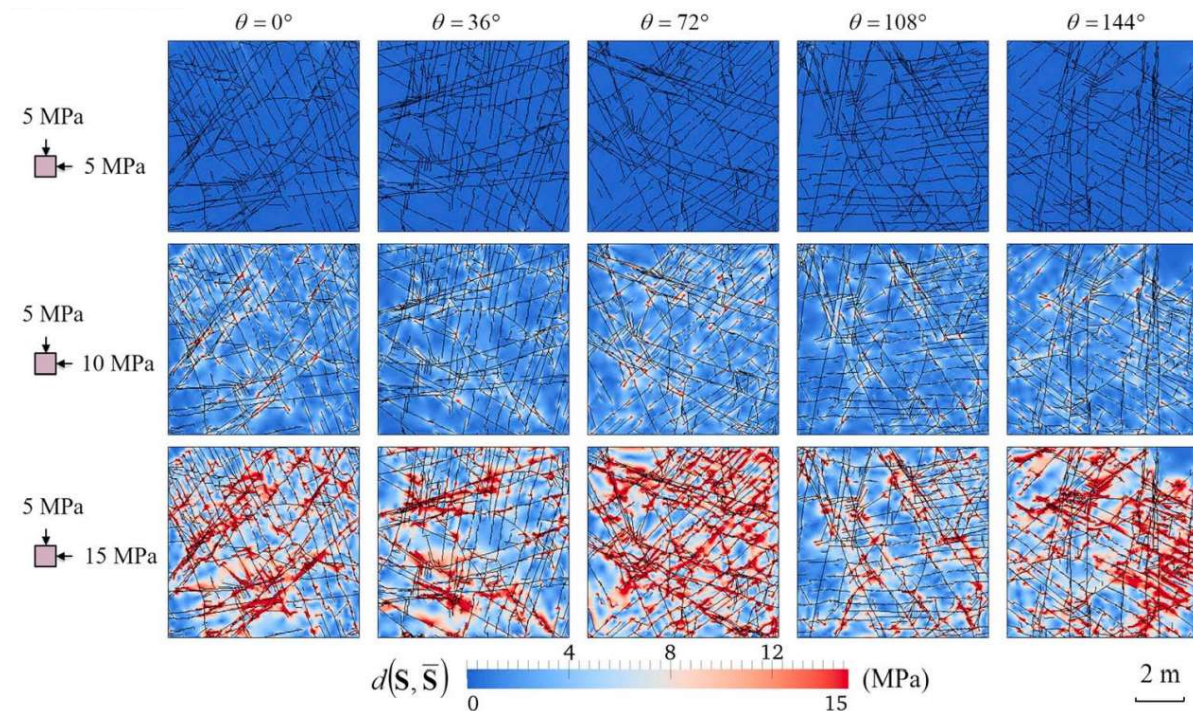 θ = 0° θ = 36° θ = 72° θ = 108° θ = 144°
5 MPa
5 MPa
5 MPa
10 MPa
5 MPa
15 MPa
4 8 12
d(S, S̅) (MPa) 2 m
0 15